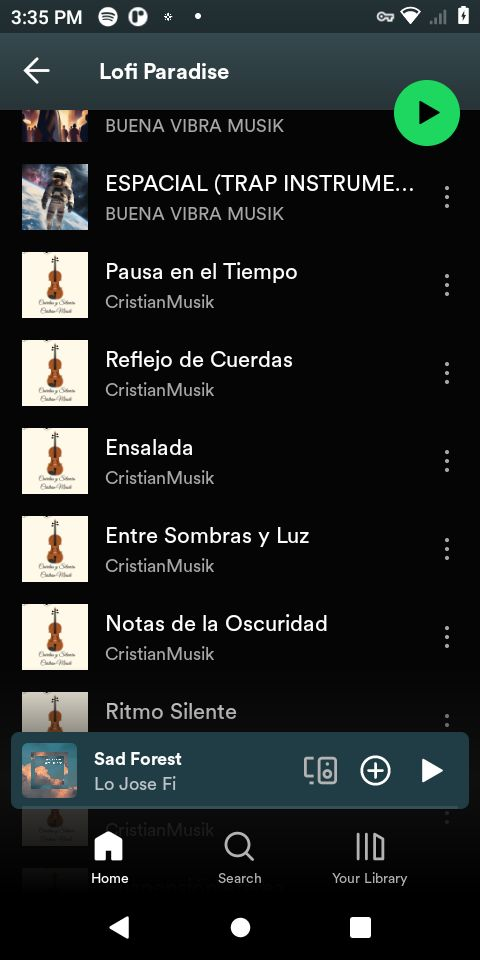 3:35 PM
Lofi Paradise
BUENA VIBRA MUSIK
ESPACIAL (TRAP INSTRUME...
BUENA VIBRA MUSIK
Pausa en el Tiempo
CristianMusik
Reflejo de Cuerdas
CristianMusik
Ensalada
CristianMusik
Entre Sombras y Luz
CristianMusik
Notas de la Oscuridad
CristianMusik
Ritmo Silente
Sad Forest
Lo Jose Fi
CristianMusik
Home
Search
Your Library